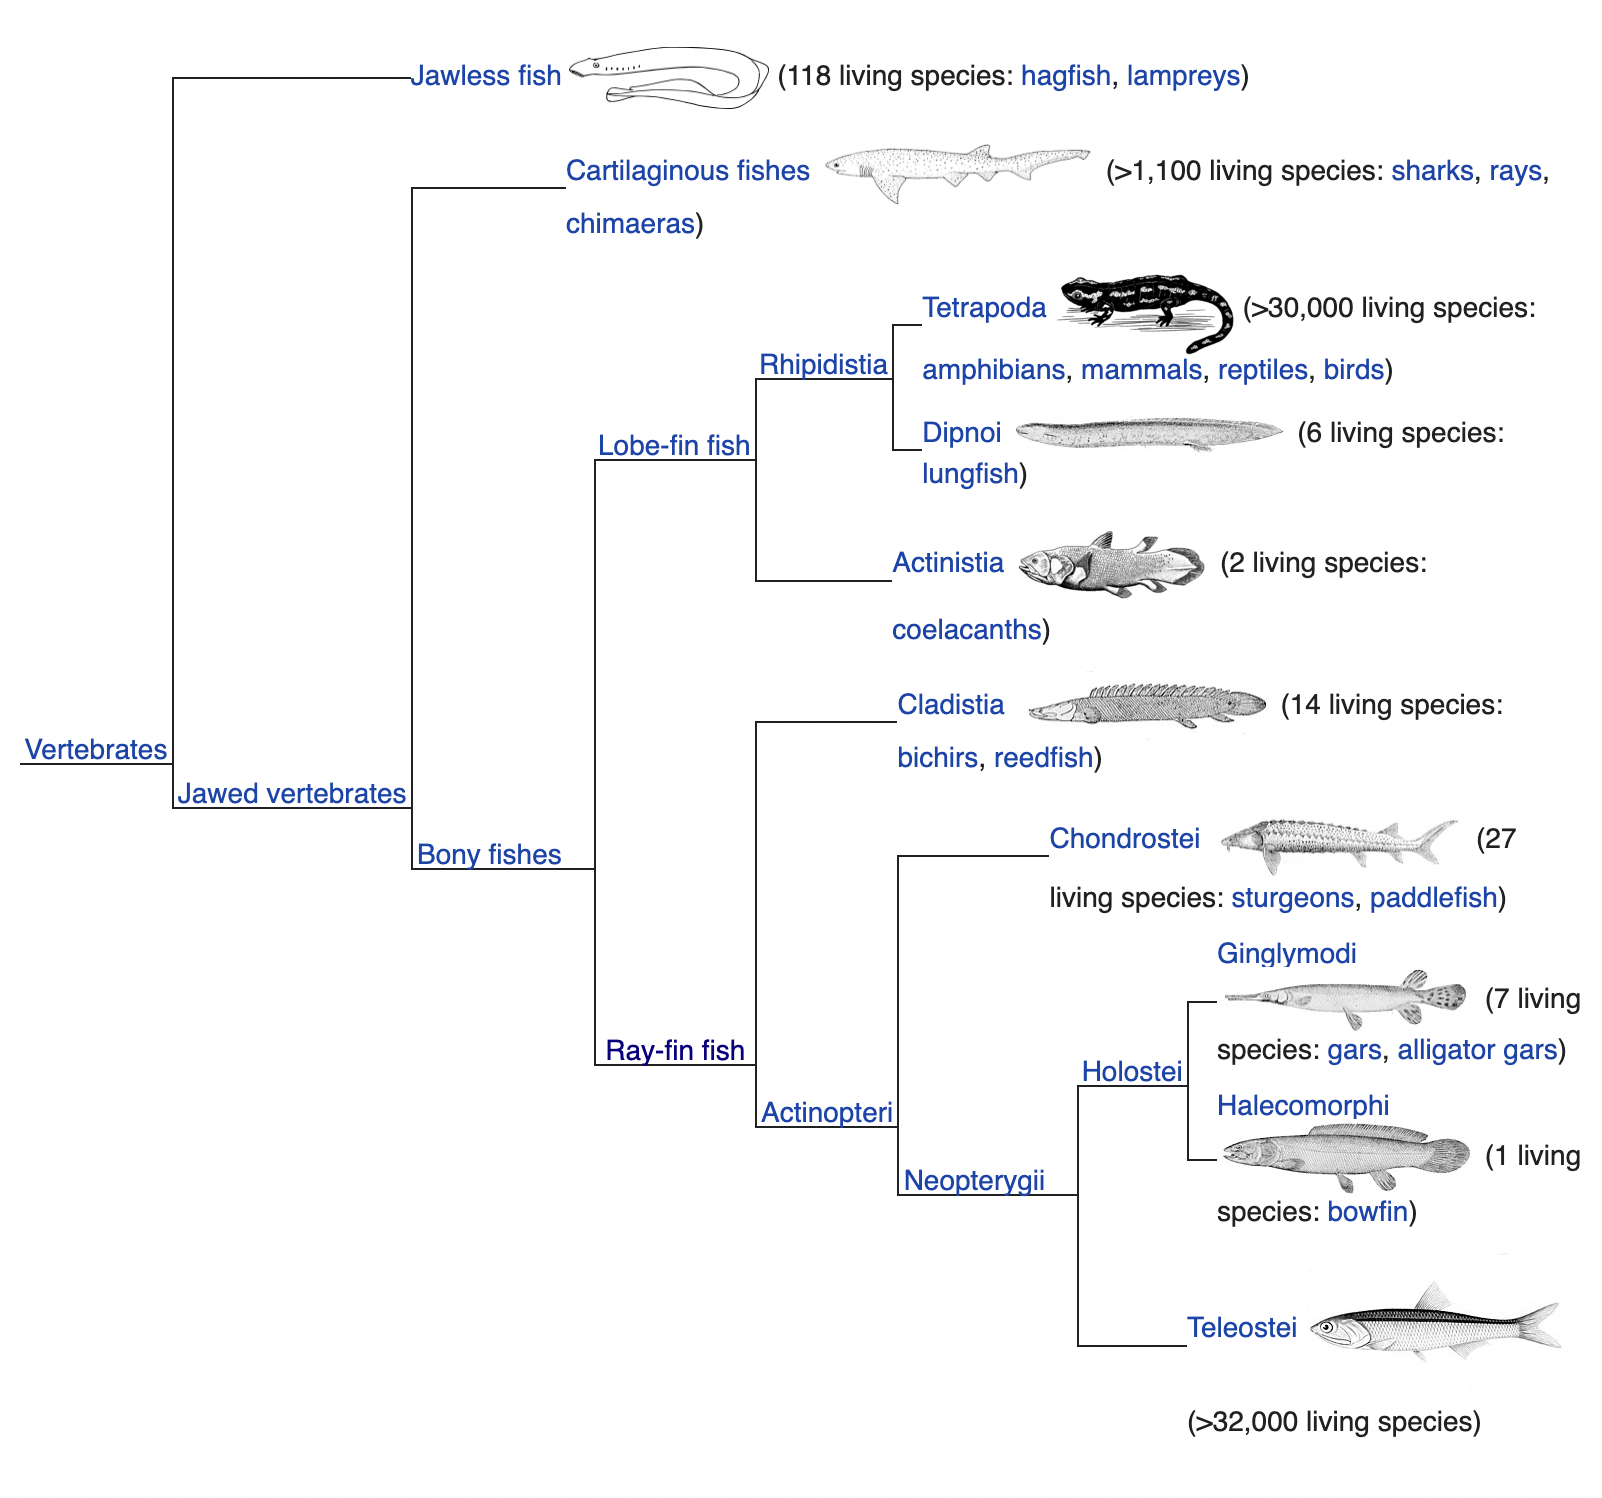 Jawless fish (118 living species: hagfish, lampreys)
Cartilaginous fishes (>1,100 living species: sharks, rays,
chimaeras)
Tetrapoda (>30,000 living species:
amphibians, mammals, reptiles, birds)
Rhipidistia
Dipnoi (6 living species:
lungfish)
Lobe-fin fish
Actinistia (2 living species:
coelacanths)
Cladistia (14 living species:
bichirs, reedfish)
Vertebrates
Jawed vertebrates
Bony fishes
Chondrostei (27
living species: sturgeons, paddlefish)
Ginglymodi
(7 living
species: gars, alligator gars)
Ray-fin fish
Holostei
Halecomorphi
(1 living
species: bowfin)
Actinopteri
Neopterygii
Teleostei
(>32,000 living species)